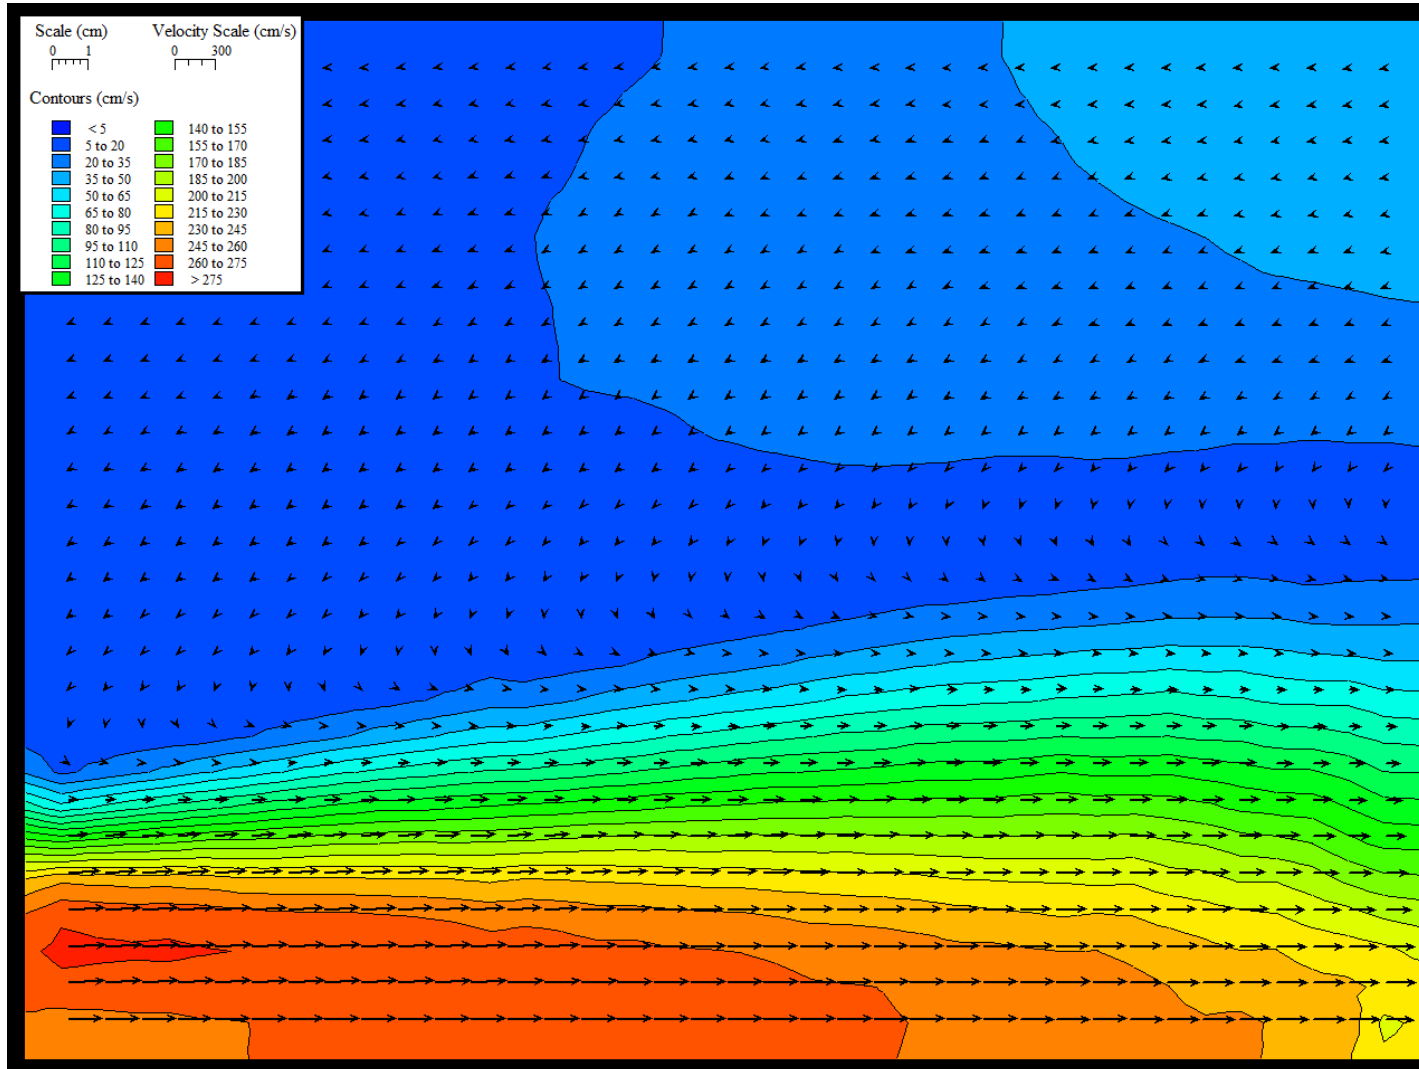 Scale (cm) Velocity Scale (cm/s)
0 1 0 300
Contours (cm/s)
< 5 140 to 155
5 to 20 155 to 170
20 to 35 170 to 185
35 to 50 185 to 200
50 to 65 200 to 215
65 to 80 215 to 230
80 to 95 230 to 245
95 to 110 245 to 260
110 to 125 260 to 275
125 to 140 > 275